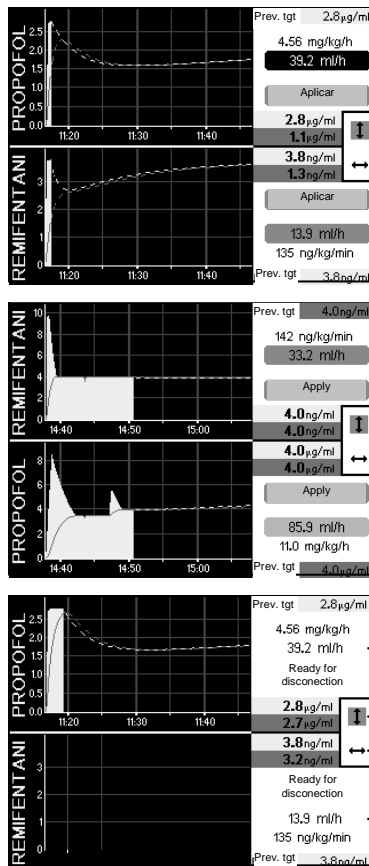 PROPOFOL
2.5
2.0
1.5
1.0
0.5
0.0
11:20
11:30
11:40
REMIFENTANI
3
2
1
0
11:20
11:30
11:40
Prev. tgt 2.8µg/ml
4.56 mg/kg/h
39.2 ml/h
Aplicar
2.8µg/ml
1.1µg/ml
3.8ng/ml
1.3ng/ml
Aplicar
13.9 ml/h
135 ng/kg/min
Prev. tgt 3.8ng/ml
REMIFENTANI
10
8
6
4
2
0
14:40
14:50
15:00
PROPOFOL
8
6
4
2
0
14:40
14:50
15:00
Prev. tgt 4.0ng/ml
142 ng/kg/min
33.2 ml/h
Apply
4.0ng/ml
4.0ng/ml
4.0µg/ml
4.0µg/ml
Apply
85.9 ml/h
11.0 mg/kg/h
Prev. tgt 4.0µg/ml
PROPOFOL
2.5
2.0
1.5
1.0
0.5
0.0
11:20
11:30
11:40
REMIFENTANI
3
2
1
0
Prev. tgt 2.8µg/ml
4.56 mg/kg/h
39.2 ml/h
Ready for
disconection
2.8µg/ml
2.7µg/ml
3.8ng/ml
3.2ng/ml
Ready for
disconection
13.9 ml/h
135 ng/kg/min
Prev. tgt 3.8ng/ml